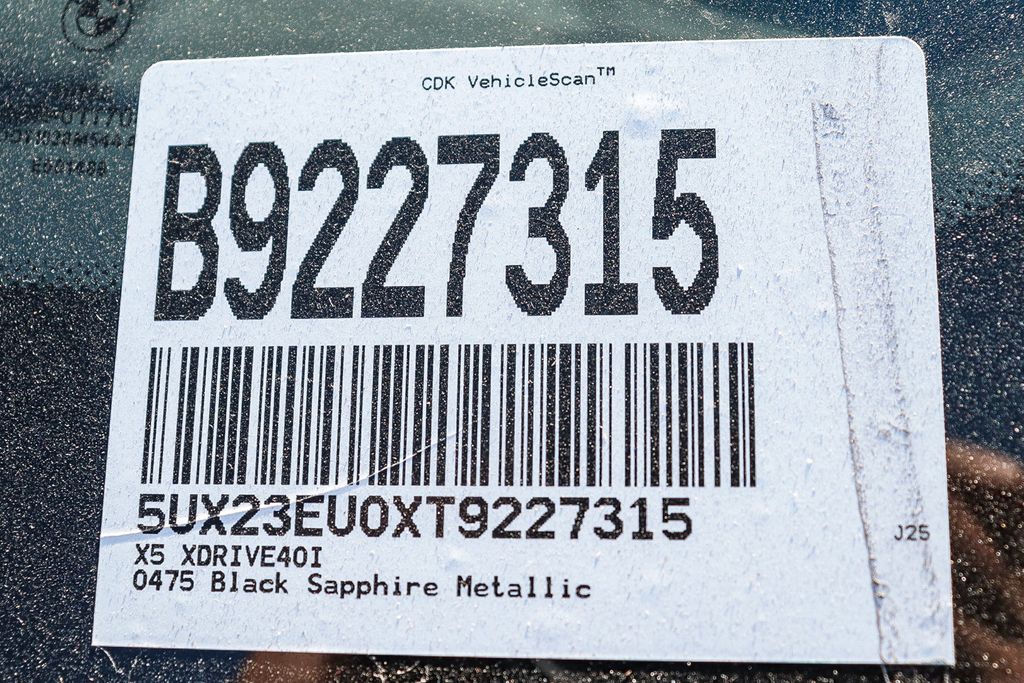 CDK VehicleScan™
B9227315
5UX23EU0XT9227315
X5 XDRIVE40I
0475 Black Sapphire Metallic
J25